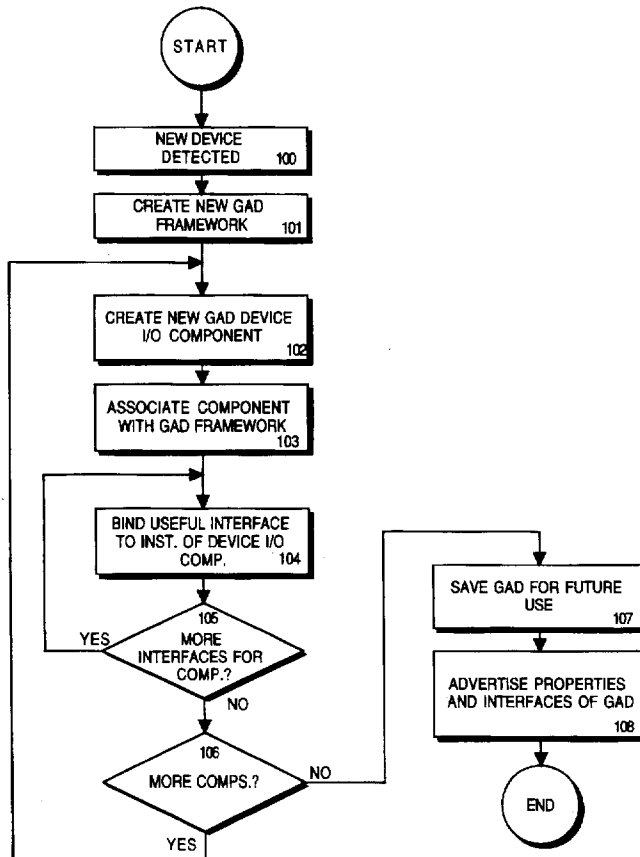 START
NEW DEVICE
DETECTED
100
CREATE NEW GAD
FRAMEWORK
101
CREATE NEW GAD DEVICE
I/O COMPONENT
102
ASSOCIATE COMPONENT
WITH GAD FRAMEWORK
103
BIND USEFUL INTERFACE
TO INST. OF DEVICE I/O
COMP.
104
105
YES
MORE
INTERFACES FOR
COMP.?
NO
106
MORE COMPS.?
NO
YES
SAVE GAD FOR FUTURE
USE
107
ADVERTISE PROPERTIES
AND INTERFACES OF GAD
108
END